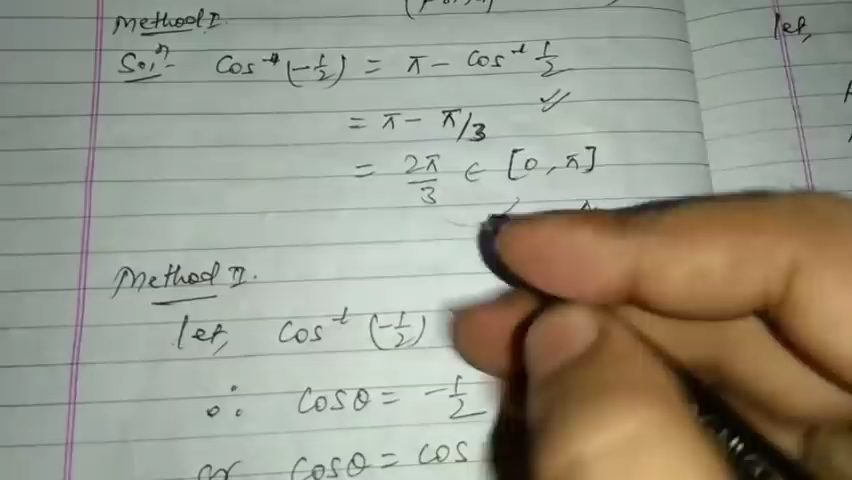 Method I.
Solⁿ- Cos⁻¹(-1/2) = π - Cos⁻¹ 1/2
= π - π/3
= 2π/3 ∈ [0, π]
Method II.
let, Cos⁻¹ (-1/2)
∴ Cosθ = -1/2
or Cosθ = Cos
let,